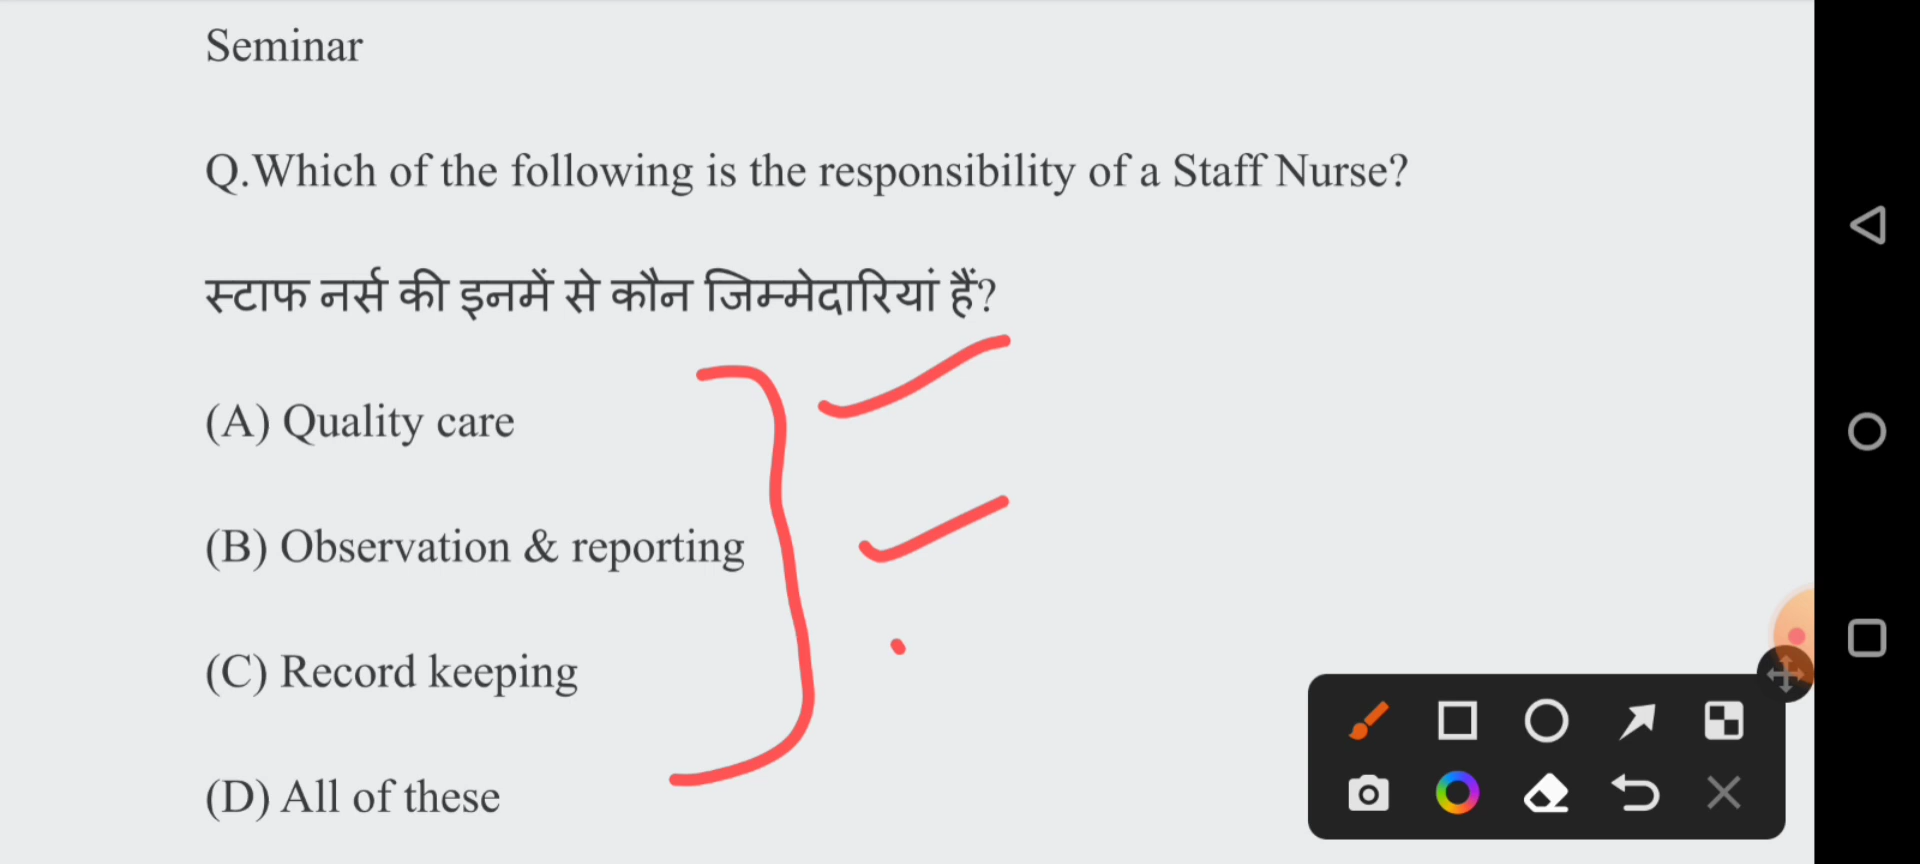 Seminar
Q.Which of the following is the responsibility of a Staff Nurse?
स्टाफ नर्स की इनमें से कौन जिम्मेदारियां हैं?
(A) Quality care
(B) Observation & reporting
(C) Record keeping
(D) All of these